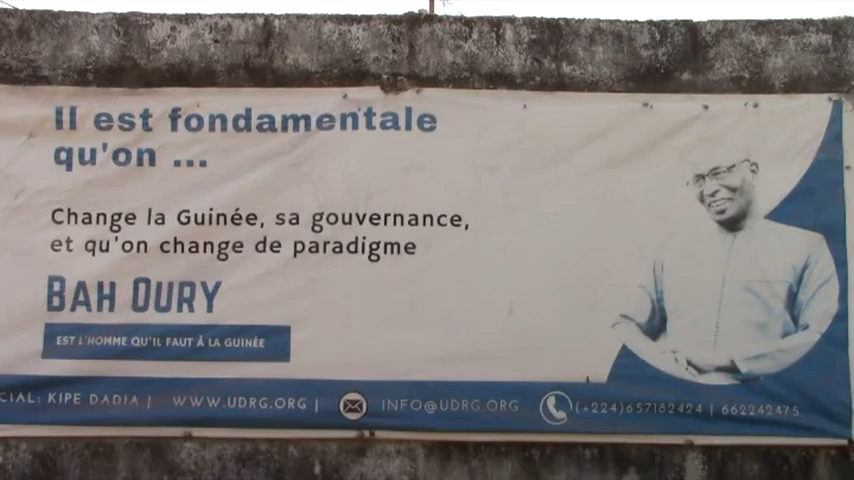 Il est fondamentale
qu'on ...
Change la Guinée, sa gouvernance,
et qu'on change de paradigme
BAH OURY
EST L'HOMME QU'IL FAUT À LA GUINÉE
CIAL: KIPE DADIA | WWW.UDRG.ORG | INFO@UDRG.ORG (+224)657182424 | 662242475